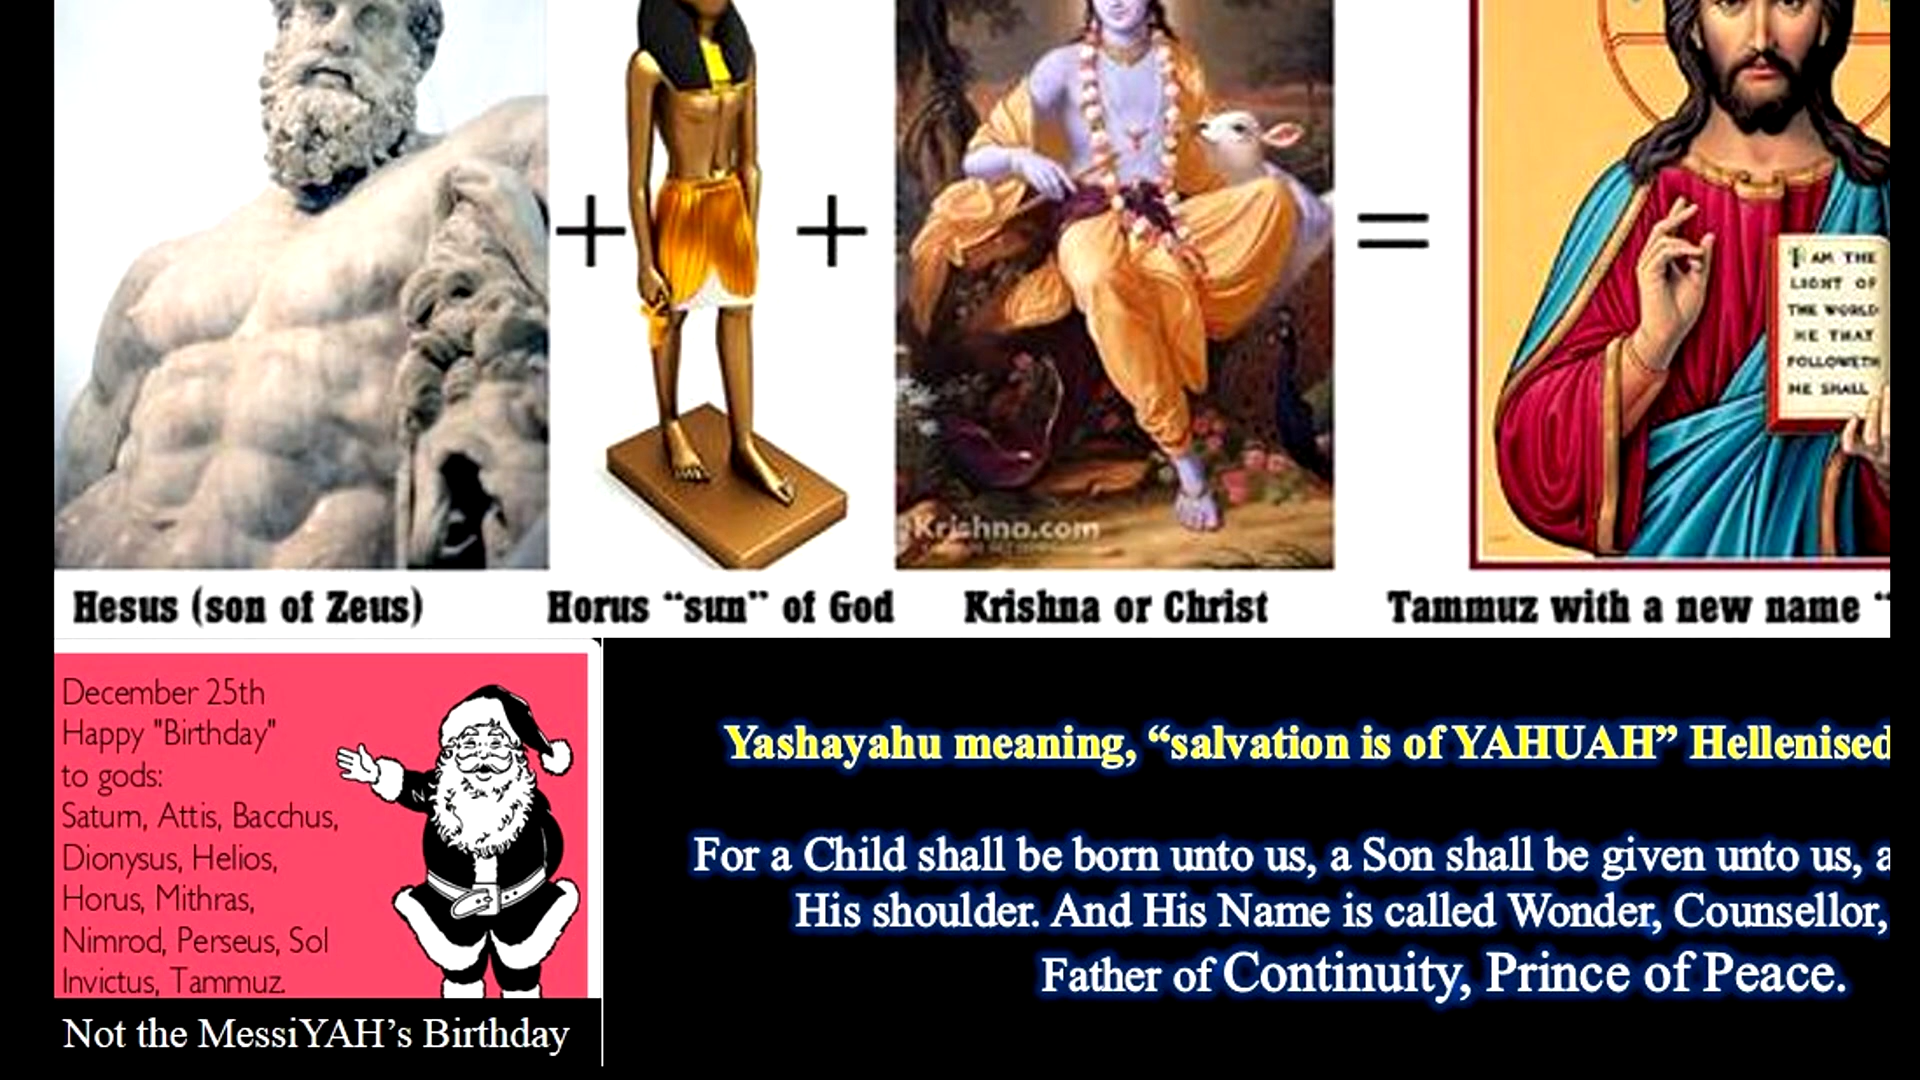 I AM THE
LIGHT OF
THE WORLD
HE THAT
FOLLOWETH
ME SHALL
Krishna.com
Hesus (son of Zeus)
Horus “sun” of God
Krishna or Christ
Tammuz with a new name “
December 25th
Happy "Birthday"
to gods:
Saturn, Attis, Bacchus,
Dionysus, Helios,
Horus, Mithras,
Nimrod, Perseus, Sol
Invictus, Tammuz.
Not the MessiYAH’s Birthday
Yashayahu meaning, “salvation is of YAHUAH” Hellenised
For a Child shall be born unto us, a Son shall be given unto us, a
His shoulder. And His Name is called Wonder, Counsellor,
Father of Continuity, Prince of Peace.